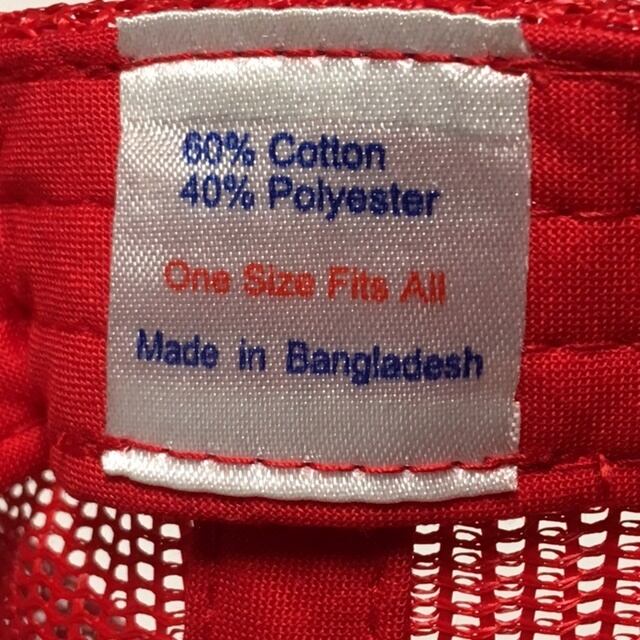 60% Cotton
40% Polyester
One Size Fits All
Made in Bangladesh